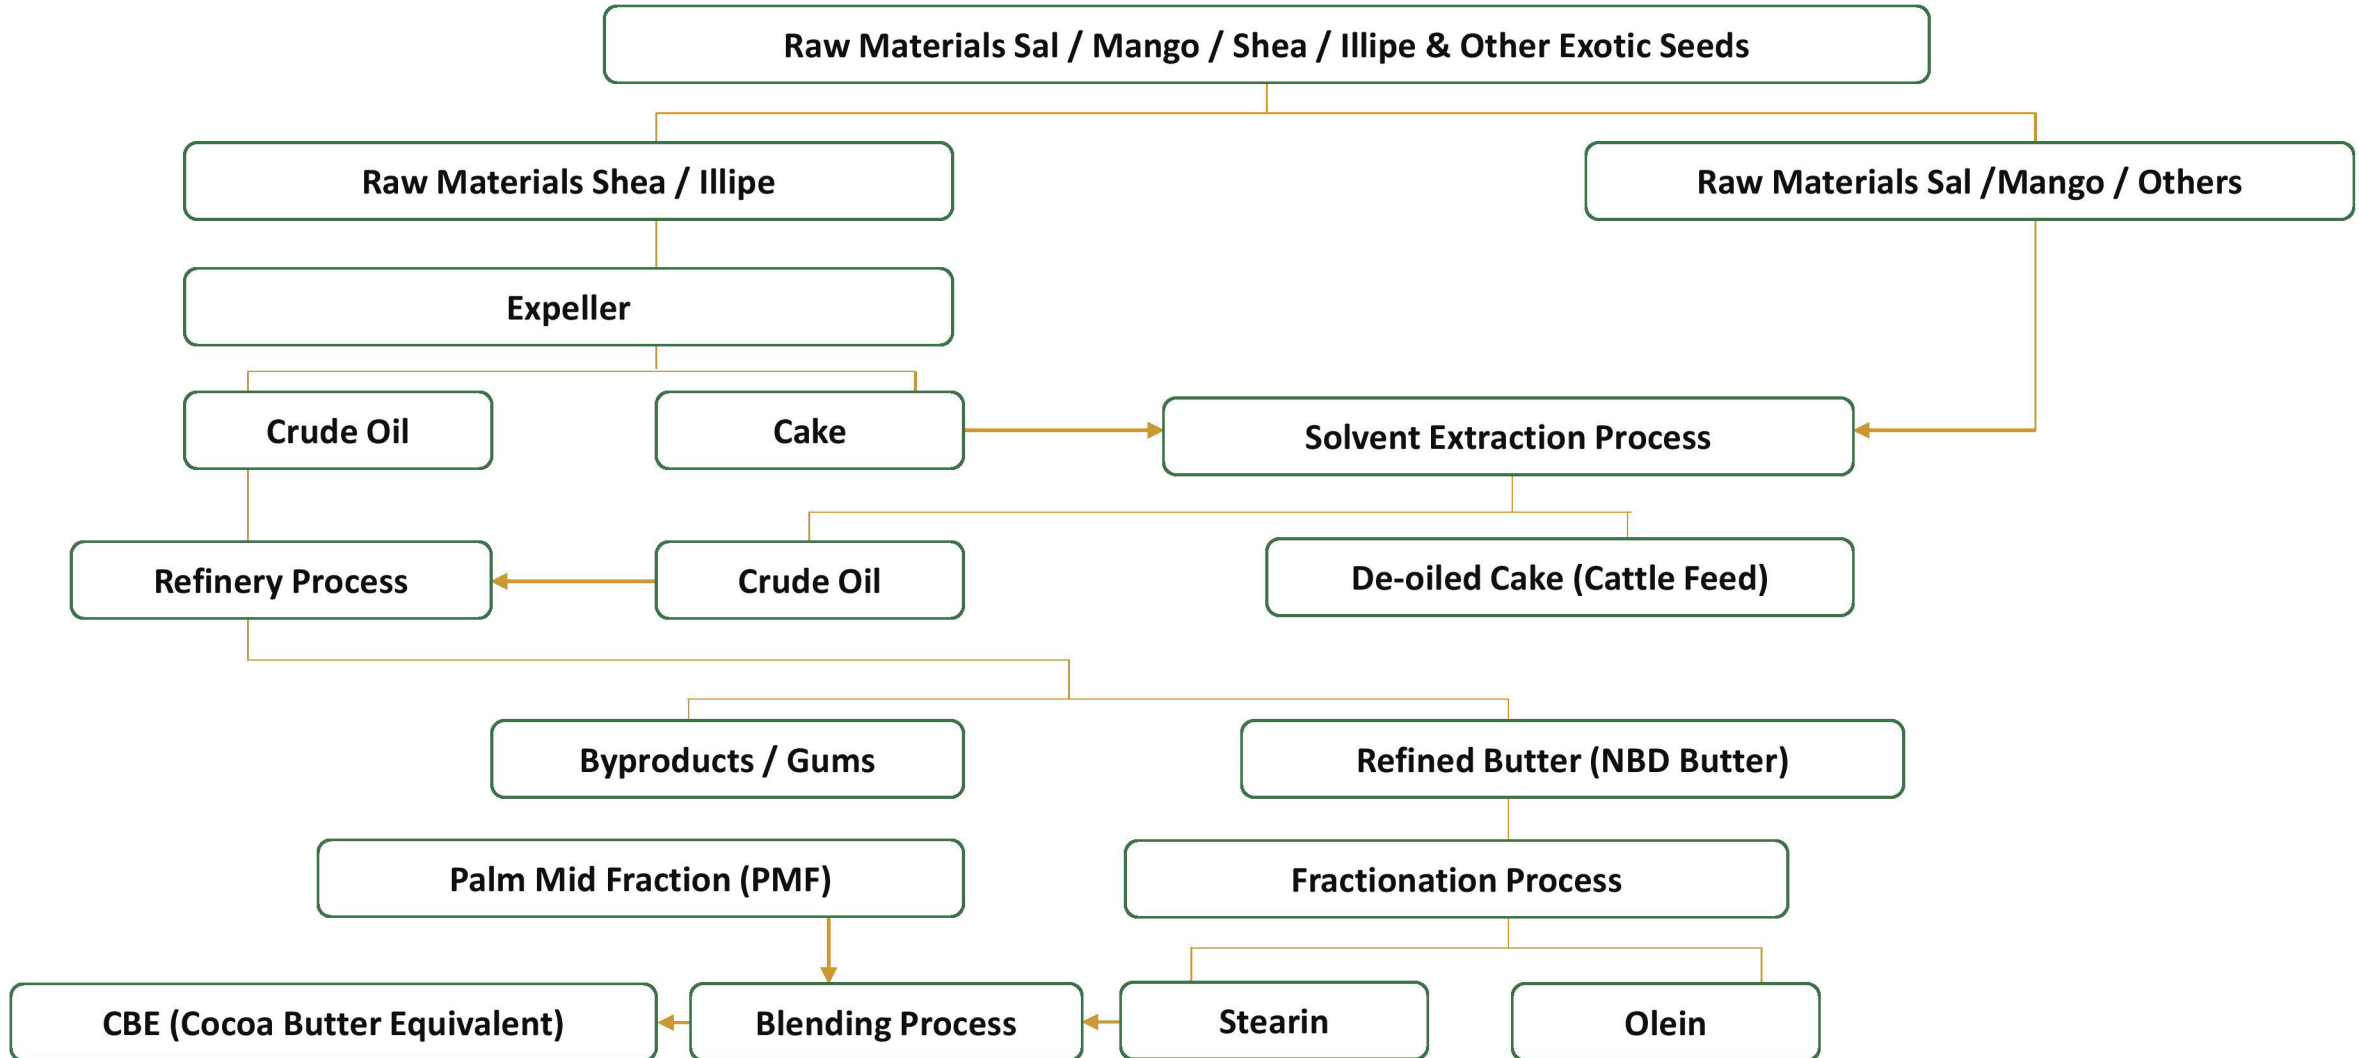 Raw Materials Sal / Mango / Shea / Illipe & Other Exotic Seeds
Raw Materials Shea / Illipe
Raw Materials Sal /Mango / Others
Expeller
Crude Oil
Cake
Solvent Extraction Process
Refinery Process
Crude Oil
De-oiled Cake (Cattle Feed)
Byproducts / Gums
Refined Butter (NBD Butter)
Palm Mid Fraction (PMF)
Fractionation Process
CBE (Cocoa Butter Equivalent)
Blending Process
Stearin
Olein